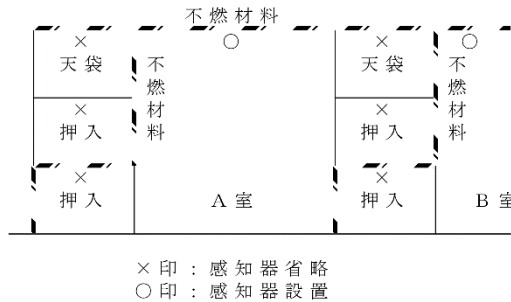 不燃材料
× ○ × ○
天袋 不燃材料 天袋 不燃材料
× ×
押入 押入
× ×
押入 A室 押入 B室
×印：感知器省略
○印：感知器設置